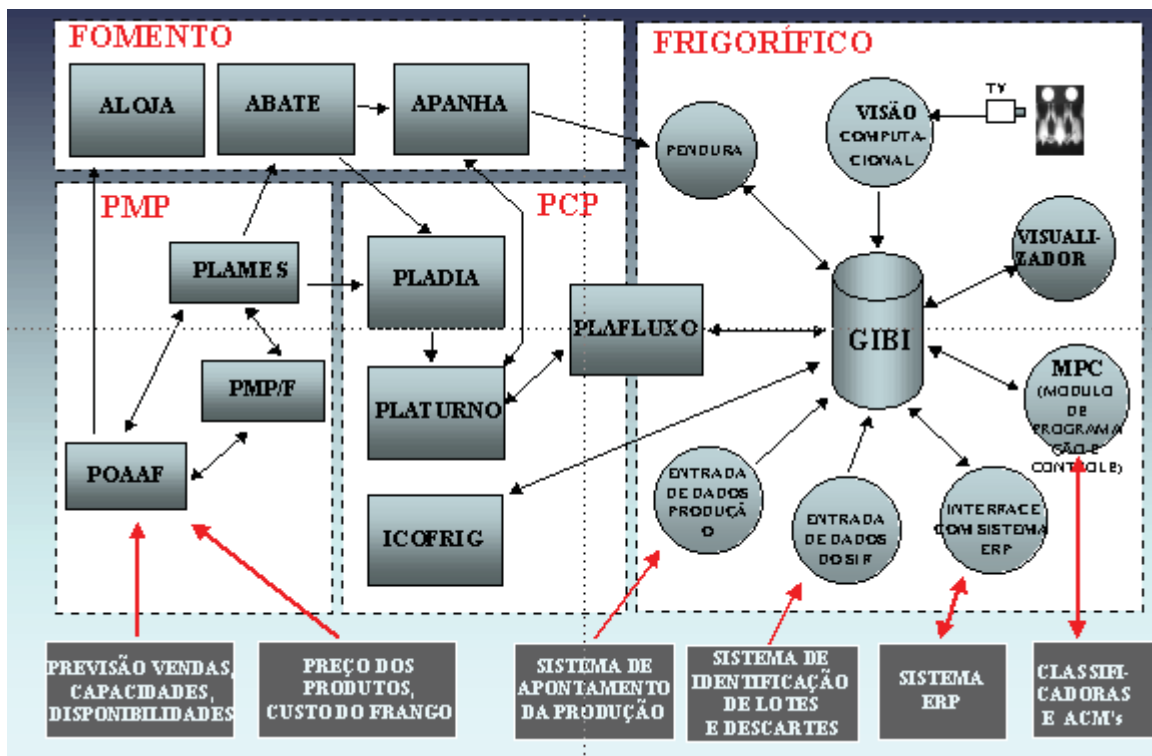 FOMENTO
ALOJA
ABATE
APANHA
FRIGORÍFICO
PENDURA
VISÃO
COMPUTA-
CIONAL
TV
PMP
PLAMES
PMP/F
POAAF
PCP
PLADIA
PLATURNO
ICOFRIG
PLAFLUXO
GIBI
VISUALI-
ZADOR
MPC
(MODULO
DE
PROGRAMA
ÇÃO E
CONTROLE)
ENTRADA
DE DADOS
PRODUÇÃ
O
ENTRADA
DE DADOS
DO SIF
INTERFACE
COM SISTEMA
ERP
PREVISÃO VENDAS,
CAPACIDADES,
DISPONIBILIDADES
PREÇO DOS
PRODUTOS,
CUSTO DO FRANGO
SISTEMA DE
APONTAMENTO
DA PRODUÇÃO
SISTEMA DE
IDENTIFICAÇÃO
DE LOTES
E DESCARTES
SISTEMA
ERP
CLASSIFI-
CADORAS
E ACM's